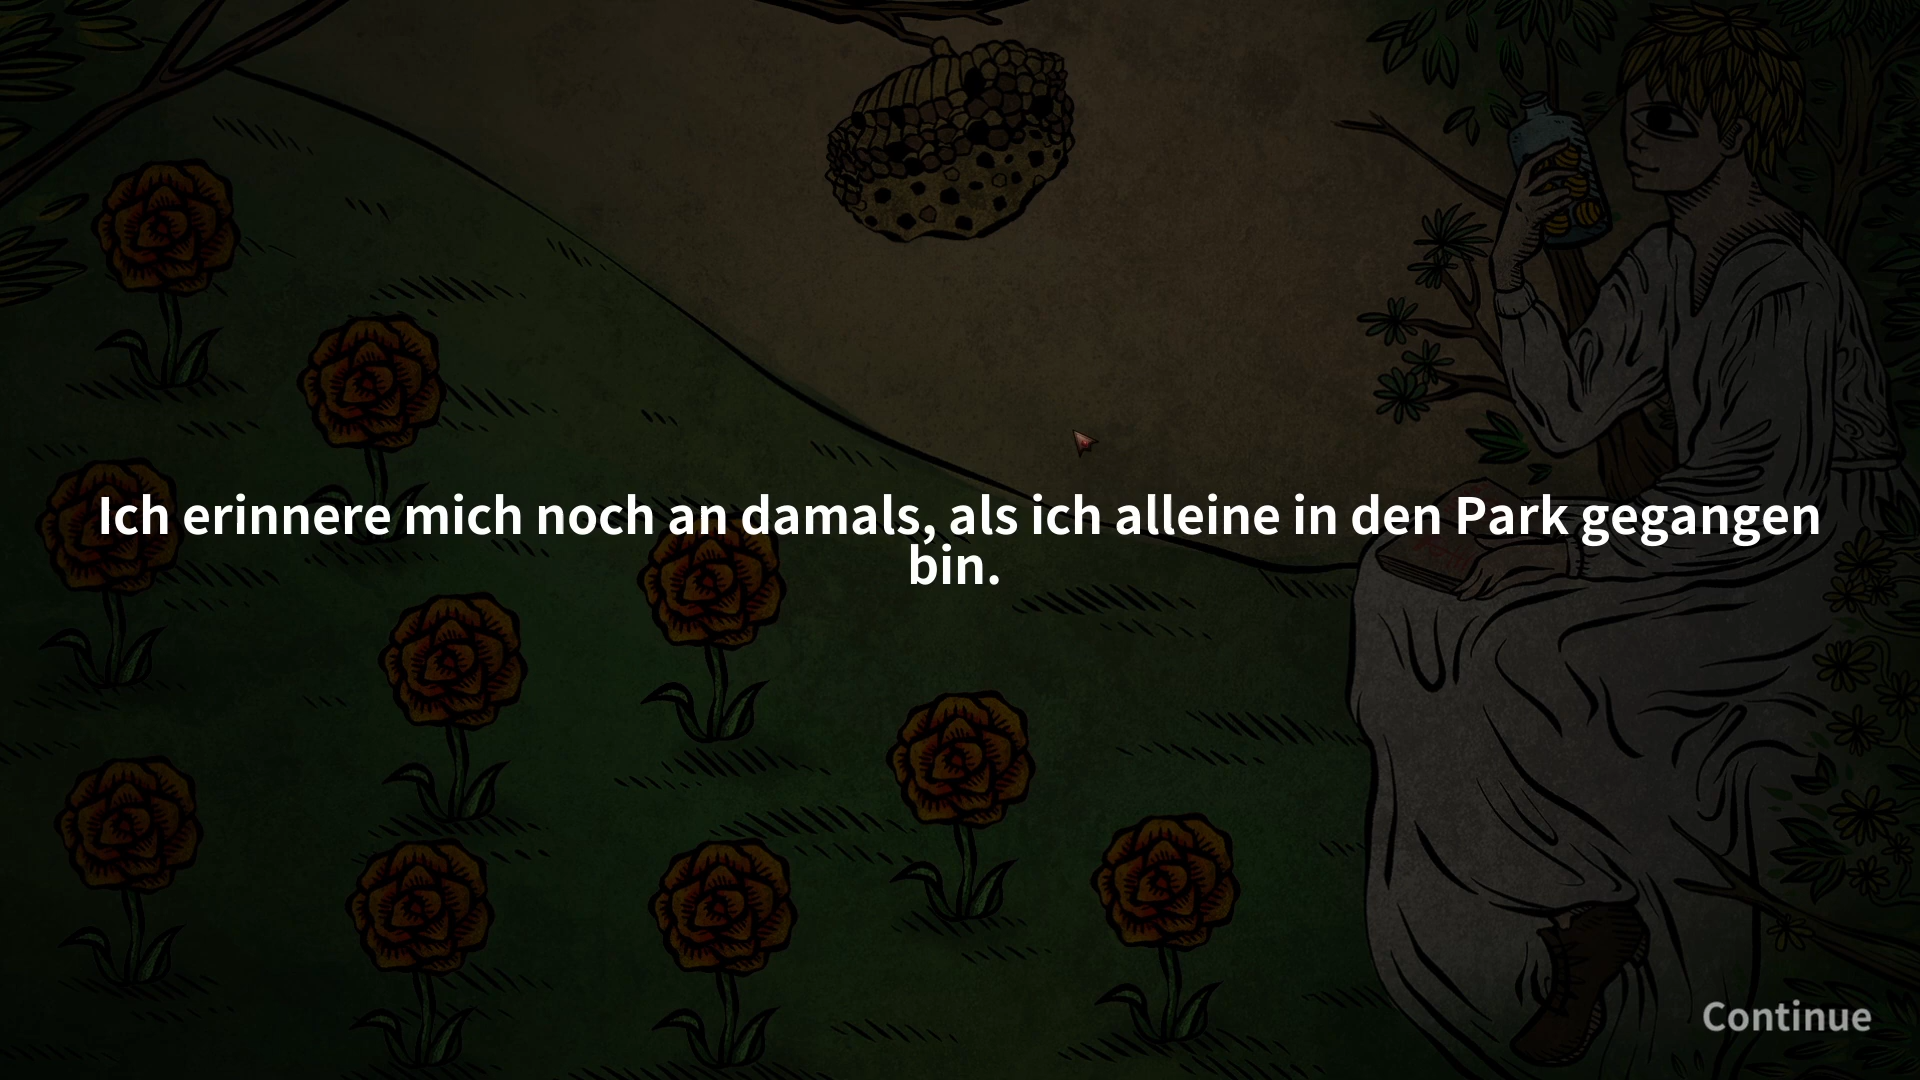 Ich erinnere mich noch an damals, als ich alleine in den Park gegangen
bin.
Continue